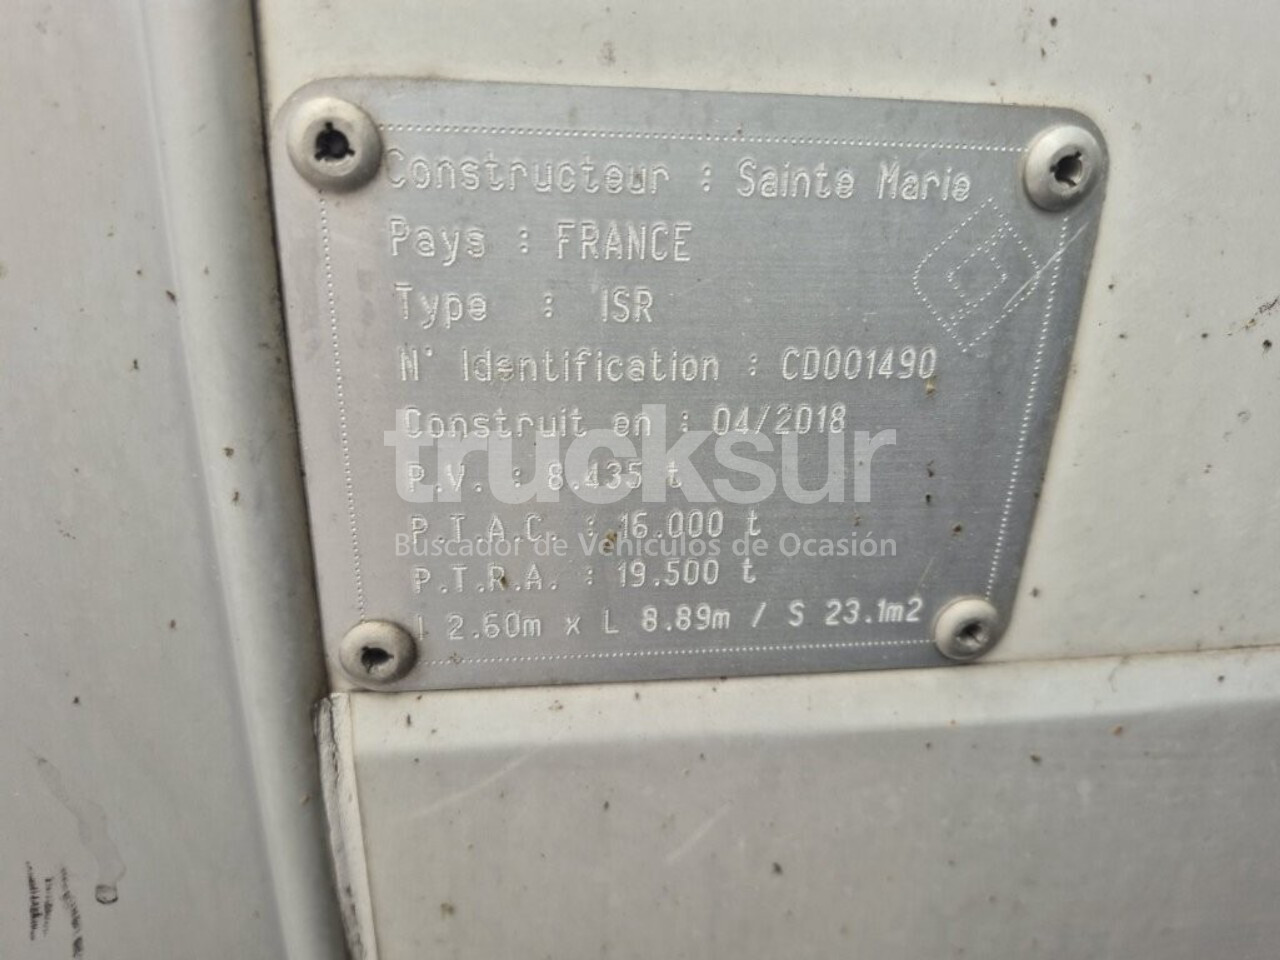 Constructeur : Sainte Marie
Pays : FRANCE
Type : ISR
N° Identification : CD001490
Construit en : 04/2018
trucksur
P.V. : 8.435 t
P.T.A.C. : 16.000 t
Buscador de Vehículos de Ocasión
P.T.R.A. : 19.500 t
l 2.60m x L 8.89m / S 23.1m2